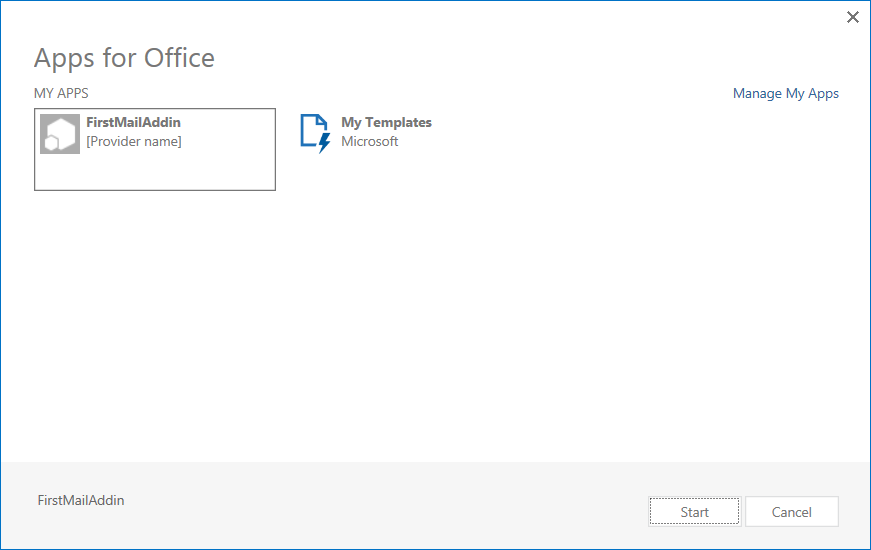 Apps for Office
MY APPS
Manage My Apps
FirstMailAddin
[Provider name]
My Templates
Microsoft
FirstMailAddin
Start
Cancel